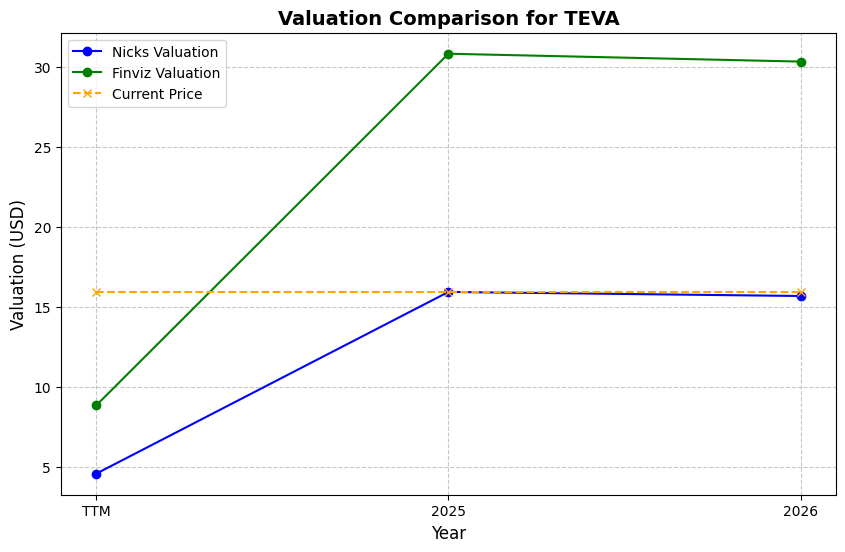 Valuation Comparison for TEVA
Nicks Valuation
Finviz Valuation
Current Price
Valuation (USD)
30
25
20
15
10
5
TTM
2025
2026
Year